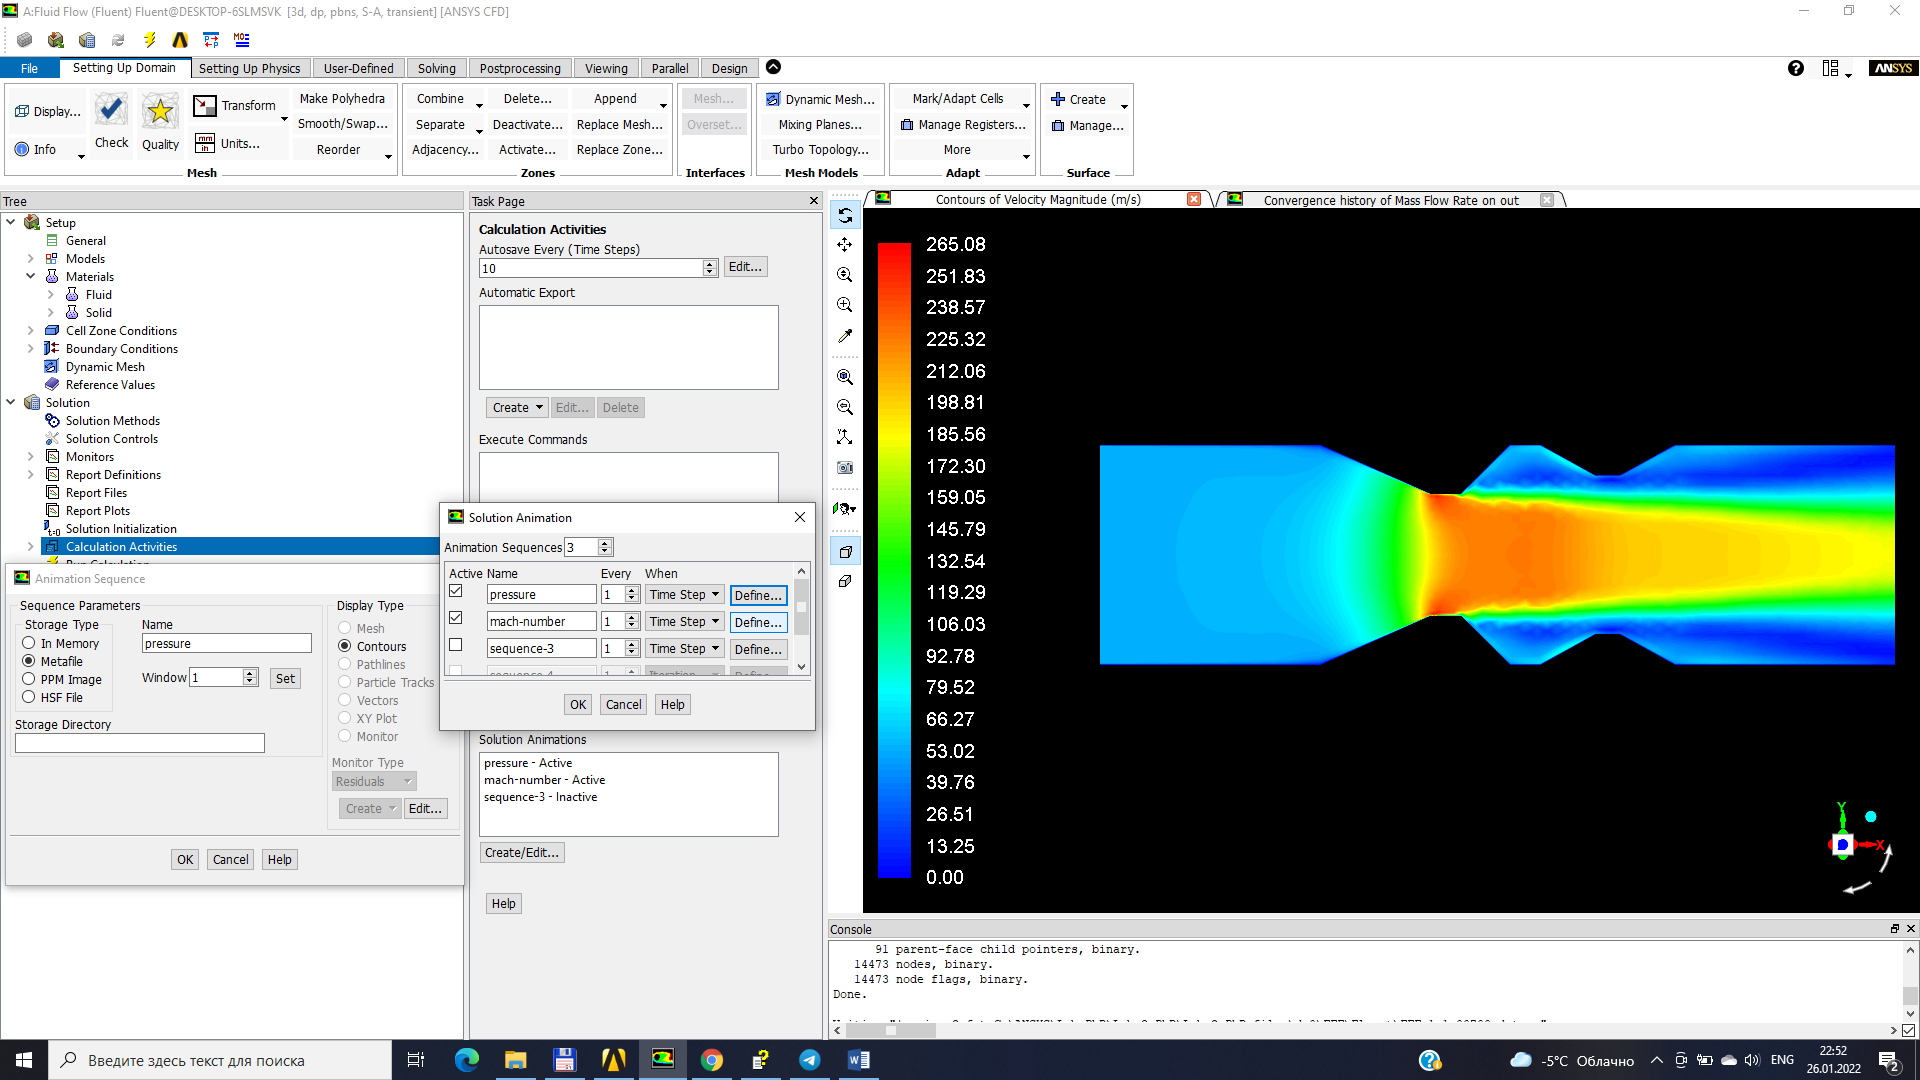 A:Fluid Flow (Fluent) Fluent@DESKTOP-6SLMSVK [3d, dp, pbns, S-A, transient] [ANSYS CFD]
File
Setting Up Domain
Setting Up Physics
User-Defined
Solving
Postprocessing
Viewing
Parallel
Design
ANSYS
Display...
Info
Check
Quality
Transform
Units...
Make Polyhedra
Smooth/Swap...
Reorder
Mesh
Combine
Separate
Adjacency...
Delete...
Deactivate...
Activate...
Append
Replace Mesh...
Replace Zone...
Zones
Mesh...
Overset...
Interfaces
Dynamic Mesh...
Mixing Planes...
Turbo Topology...
Mesh Models
Mark/Adapt Cells
Manage Registers...
More
Adapt
Create
Manage...
Surface
Tree
Setup
General
Models
Materials
Fluid
Solid
Cell Zone Conditions
Boundary Conditions
Dynamic Mesh
Reference Values
Solution
Solution Methods
Solution Controls
Monitors
Report Definitions
Report Files
Report Plots
Solution Initialization
Calculation Activities
Task Page
Calculation Activities
Autosave Every (Time Steps)
10
Edit...
Automatic Export
Create
Edit...
Delete
Execute Commands
Solution Animation
Animation Sequences 3
Active Name Every When
pressure 1 Time Step Define...
mach-number 1 Time Step Define...
sequence-3 1 Time Step Define...
OK
Cancel
Help
Solution Animations
pressure - Active
mach-number - Active
sequence-3 - Inactive
Create/Edit...
Help
Animation Sequence
Sequence Parameters
Storage Type
In Memory
Metafile
PPM Image
HSF File
Name
pressure
Window 1
Set
Storage Directory
Display Type
Mesh
Contours
Pathlines
Particle Tracks
Vectors
XY Plot
Monitor
Monitor Type
Residuals
Create
Edit...
OK
Cancel
Help
Contours of Velocity Magnitude (m/s)
Convergence history of Mass Flow Rate on out
265.08
251.83
238.57
225.32
212.06
198.81
185.56
172.30
159.05
145.79
132.54
119.29
106.03
92.78
79.52
66.27
53.02
39.76
26.51
13.25
0.00
Y
X
Console
91 parent-face child pointers, binary.
14473 nodes, binary.
14473 node flags, binary.
Done.
Введите здесь текст для поиска
-5°C Облачно
ENG
22:52
26.01.2022
2